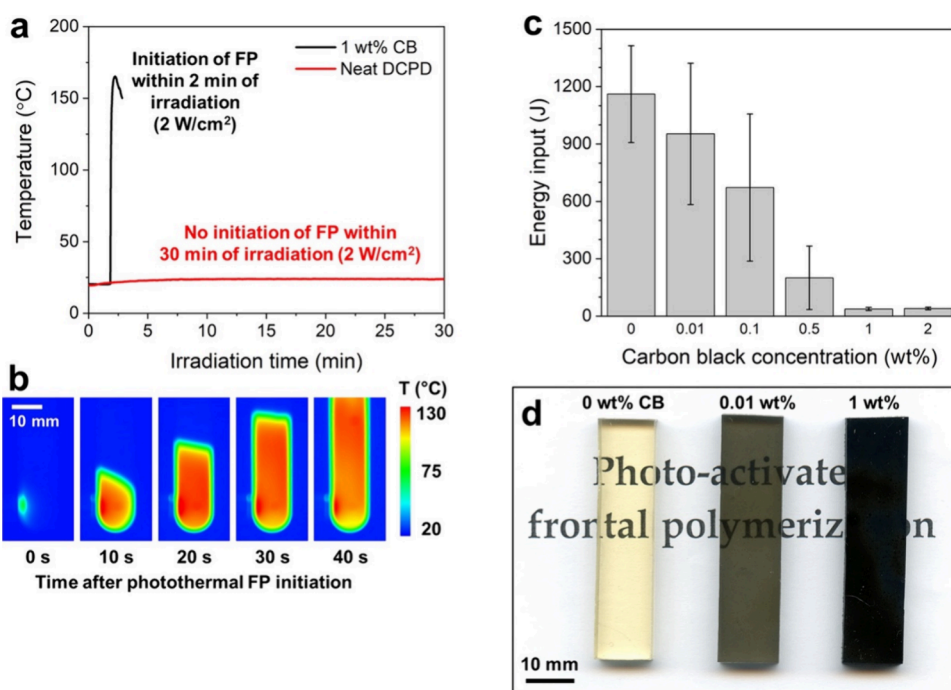 a
200
150
100
50
0
Temperature (°C)
1 wt% CB
Neat DCPD
Initiation of FP
within 2 min of
irradiation
(2 W/cm²)
No initiation of FP within
30 min of irradiation (2 W/cm²)
0 5 10 15 20 25 30
Irradiation time (min)
b
10 mm
T (°C)
130
75
20
0 s 10 s 20 s 30 s 40 s
Time after photothermal FP initiation
c
1500
1200
900
600
300
0
Energy input (J)
0 0.01 0.1 0.5 1 2
Carbon black concentration (wt%)
d
0 wt% CB 0.01 wt% 1 wt%
Photo-activate
frontal polymeriz on
10 mm